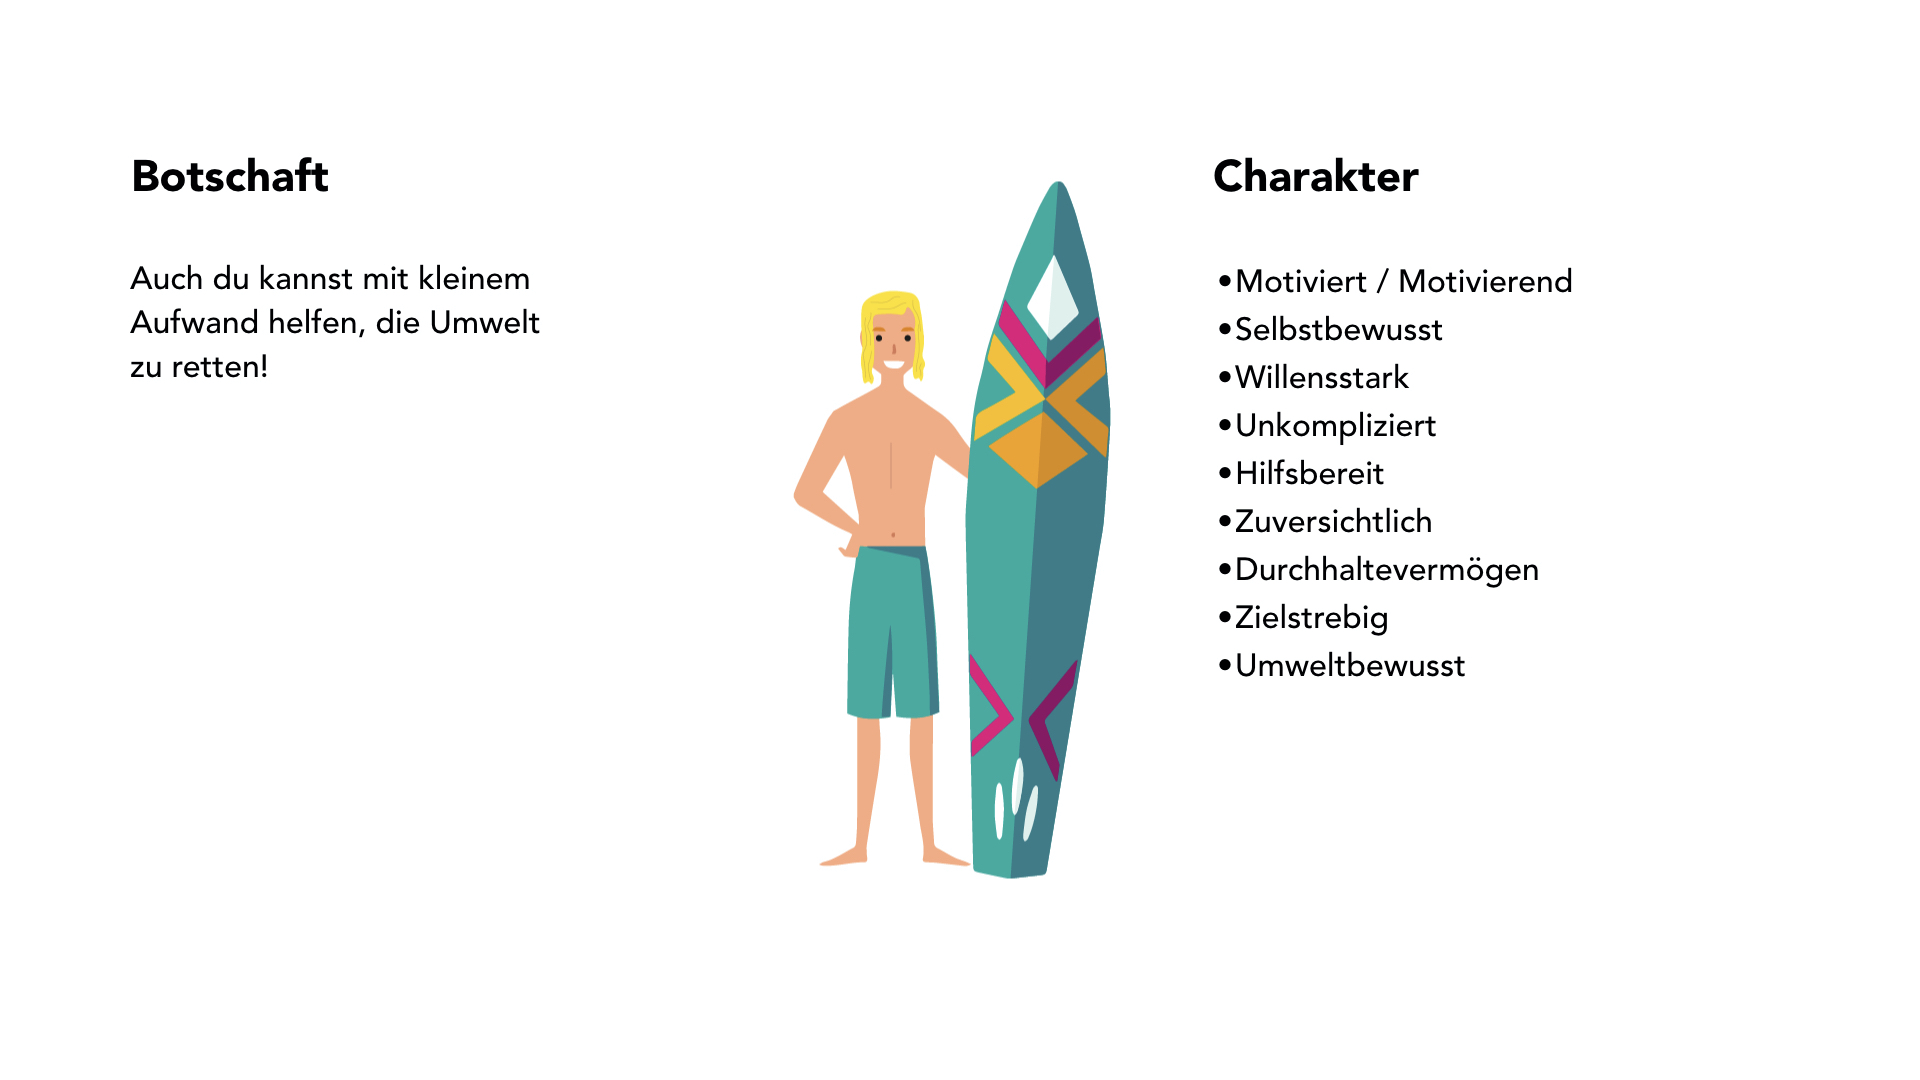 Botschaft
Auch du kannst mit kleinem
Aufwand helfen, die Umwelt
zu retten!
Charakter
•Motiviert / Motivierend
•Selbstbewusst
•Willensstark
•Unkompliziert
•Hilfsbereit
•Zuversichtlich
•Durchhaltevermögen
•Zielstrebig
•Umweltbewusst